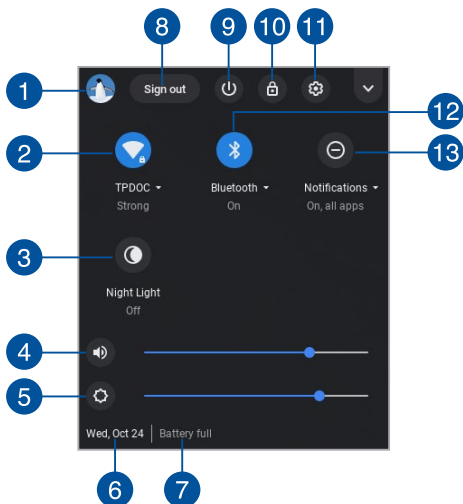 8 9 10 11
1 Sign out
12
2 13
TPDOC Bluetooth Notifications
Strong On On, all apps
3
Night Light
Off
4
5
Wed, Oct 24 Battery full
6 7